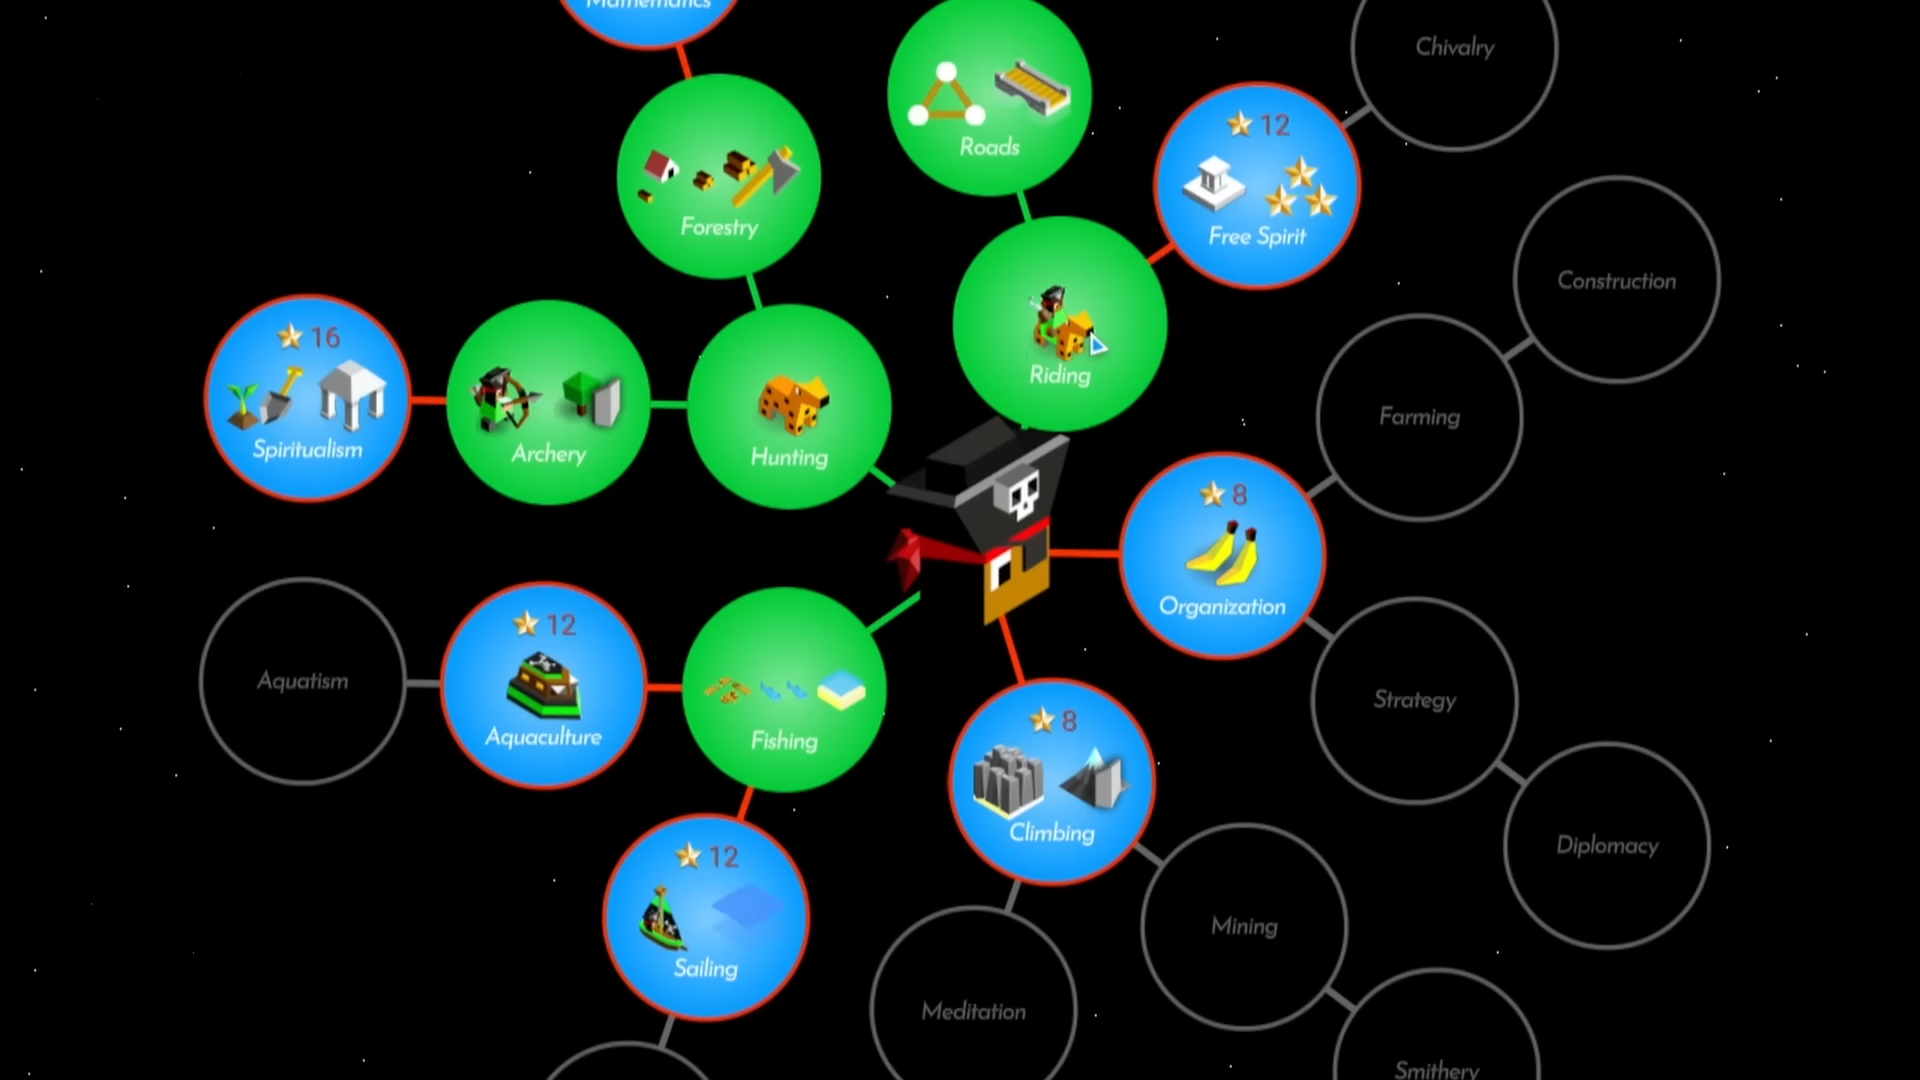 Mathematics
Chivalry
Roads
12
Free Spirit
Forestry
Construction
Riding
16
Spiritualism
Archery
Hunting
Farming
8
Organization
Aquatism
12
Aquaculture
Fishing
Strategy
8
Climbing
Diplomacy
12
Sailing
Mining
Meditation
Smithery